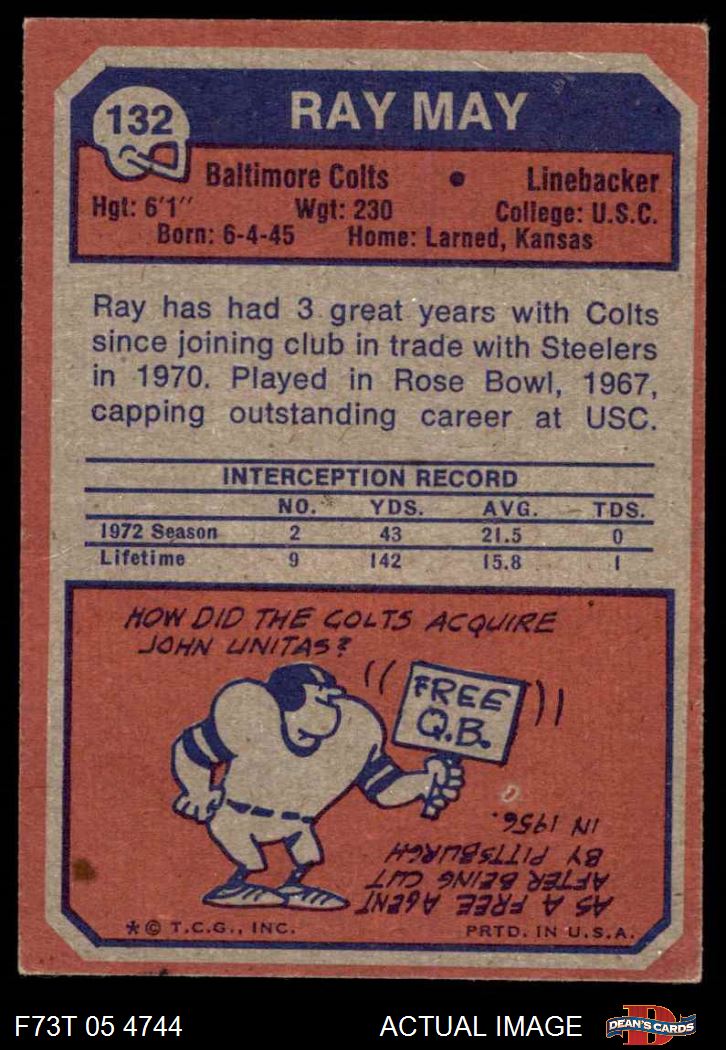 132
RAY MAY
Baltimore Colts • Linebacker
Hgt: 6'1" Wgt: 230 College: U.S.C.
Born: 6-4-45 Home: Larned, Kansas
Ray has had 3 great years with Colts
since joining club in trade with Steelers
in 1970. Played in Rose Bowl, 1967,
capping outstanding career at USC.
INTERCEPTION RECORD
NO. YDS. AVG. TDS.
1972 Season 2 43 21.5 0
Lifetime 9 142 15.8 1
HOW DID THE COLTS ACQUIRE
JOHN UNITAS?
FREE
Q.B.
AS A FREE AGENT
AFTER BEING CUT
BY PITTSBURGH
IN 1956.
*© T.C.G., INC. PRTD. IN U.S.A.
F73T 05 4744 ACTUAL IMAGE
DEAN'S CARDS